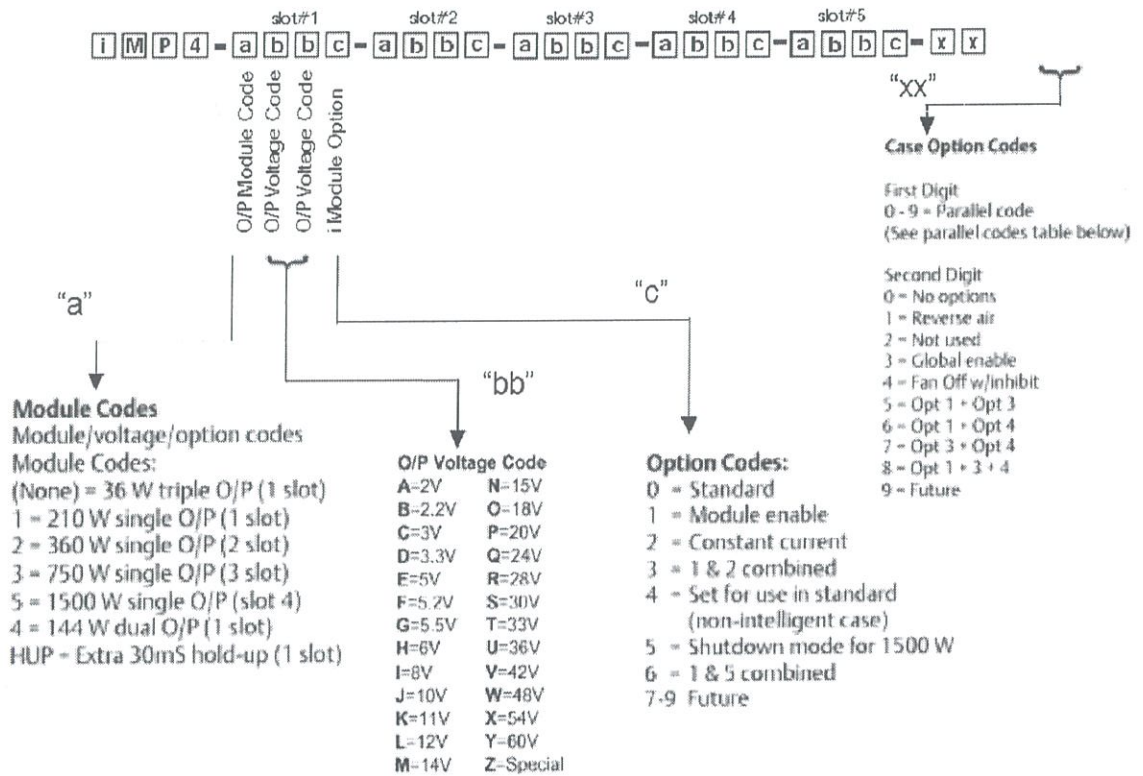 slot#1 slot#2 slot#3 slot#4 slot#5
i M P 4 - a b b c - a b b c - a b b c - a b b c - a b b c - x x
O/P Module Code
O/P Voltage Code
O/P Voltage Code
i Module Option
"xx"
Case Option Codes
First Digit
0 - 9 = Parallel code
(See parallel codes table below)
Second Digit
0 = No options
1 = Reverse air
2 = Not used
3 = Global enable
4 = Fan Off w/inhibit
5 = Opt 1 + Opt 3
6 = Opt 1 + Opt 4
7 = Opt 3 + Opt 4
8 = Opt 1 + 3 + 4
9 = Future
"a"
Module Codes
Module/voltage/option codes
Module Codes:
(None) = 36 W triple O/P (1 slot)
1 = 210 W single O/P (1 slot)
2 = 360 W single O/P (2 slot)
3 = 750 W single O/P (3 slot)
5 = 1500 W single O/P (slot 4)
4 = 144 W dual O/P (1 slot)
HUP = Extra 30mS hold-up (1 slot)
"bb"
O/P Voltage Code
A=2V N=15V
B=2.2V O=18V
C=3V P=20V
D=3.3V Q=24V
E=5V R=28V
F=5.2V S=30V
G=5.5V T=33V
H=6V U=36V
I=8V V=42V
J=10V W=48V
K=11V X=54V
L=12V Y=60V
M=14V Z=Special
"c"
Option Codes:
0 = Standard
1 = Module enable
2 = Constant current
3 = 1 & 2 combined
4 = Set for use in standard
(non-intelligent case)
5 = Shutdown mode for 1500 W
6 = 1 & 5 combined
7-9 Future